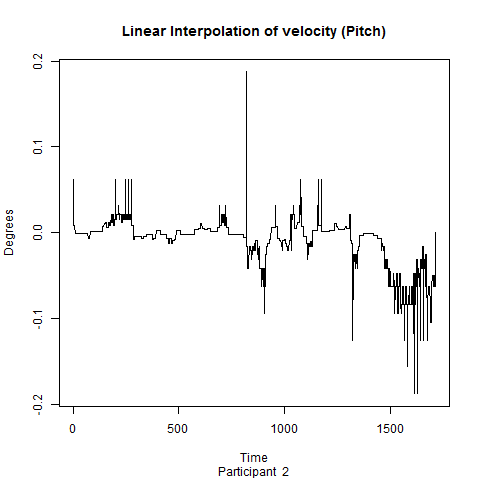 Linear Interpolation of velocity (Pitch)
Degrees
0.2
0.1
0.0
-0.1
-0.2
0 500 1000 1500
Time
Participant 2